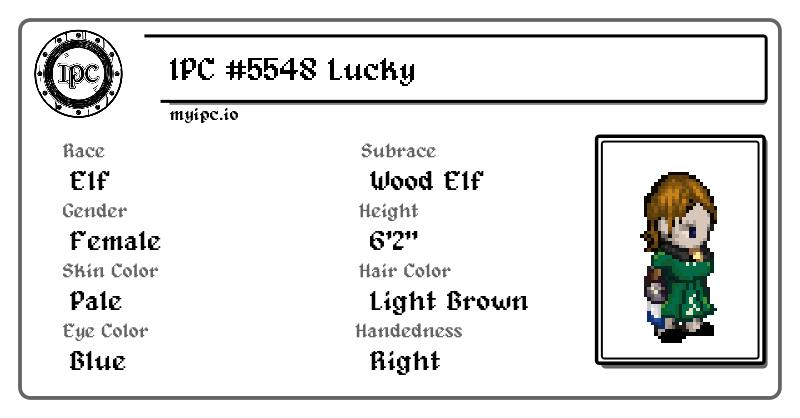 IPC
IPC #5548 Lucky
myipc.io
Race
Elf
Subrace
Wood Elf
Gender
Female
Height
6'2"
Skin Color
Pale
Hair Color
Light Brown
Eye Color
Blue
Handedness
Right